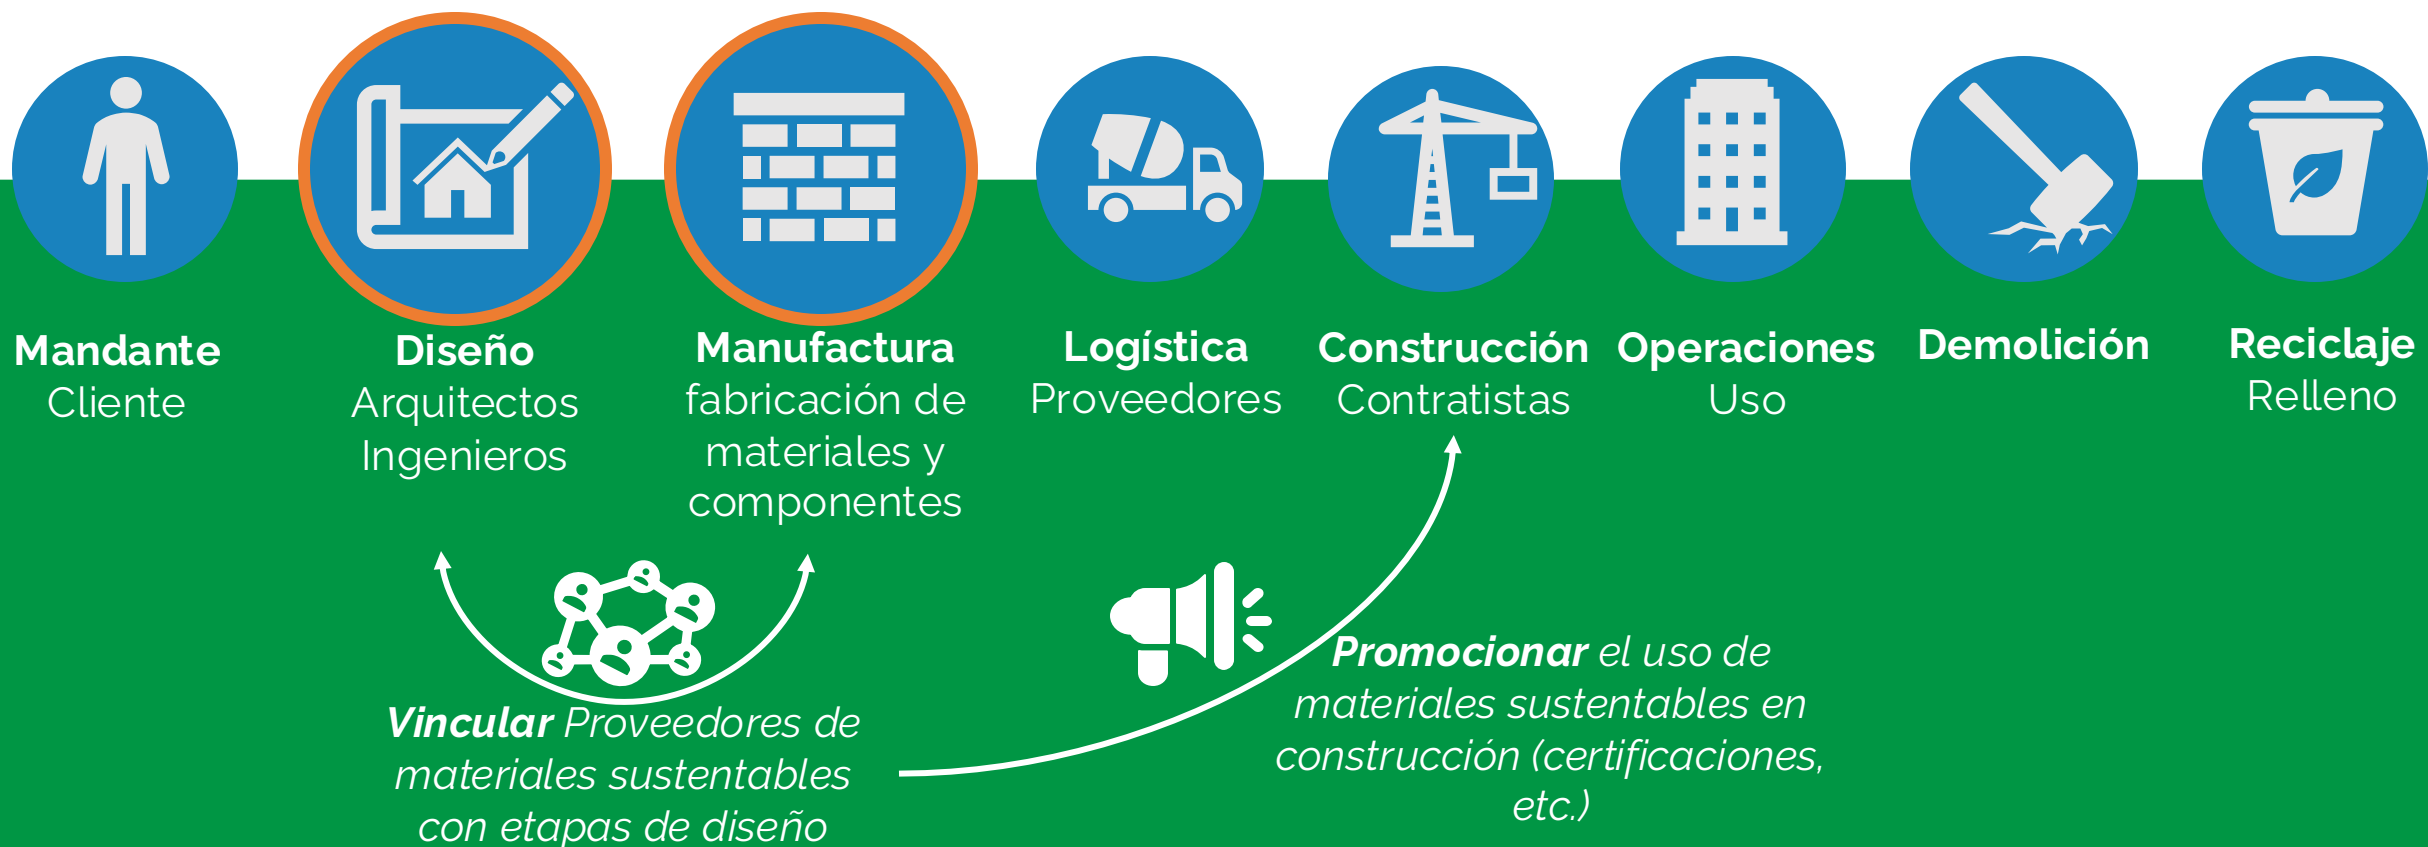 Mandante
Cliente
Diseño
Arquitectos
Ingenieros
Manufactura
fabricación de
materiales y
componentes
Logística
Proveedores
Construcción
Contratistas
Operaciones
Uso
Demolición
Reciclaje
Relleno
Vincular Proveedores de
materiales sustentables
con etapas de diseño
Promocionar el uso de
materiales sustentables en
construcción (certificaciones,
etc.)